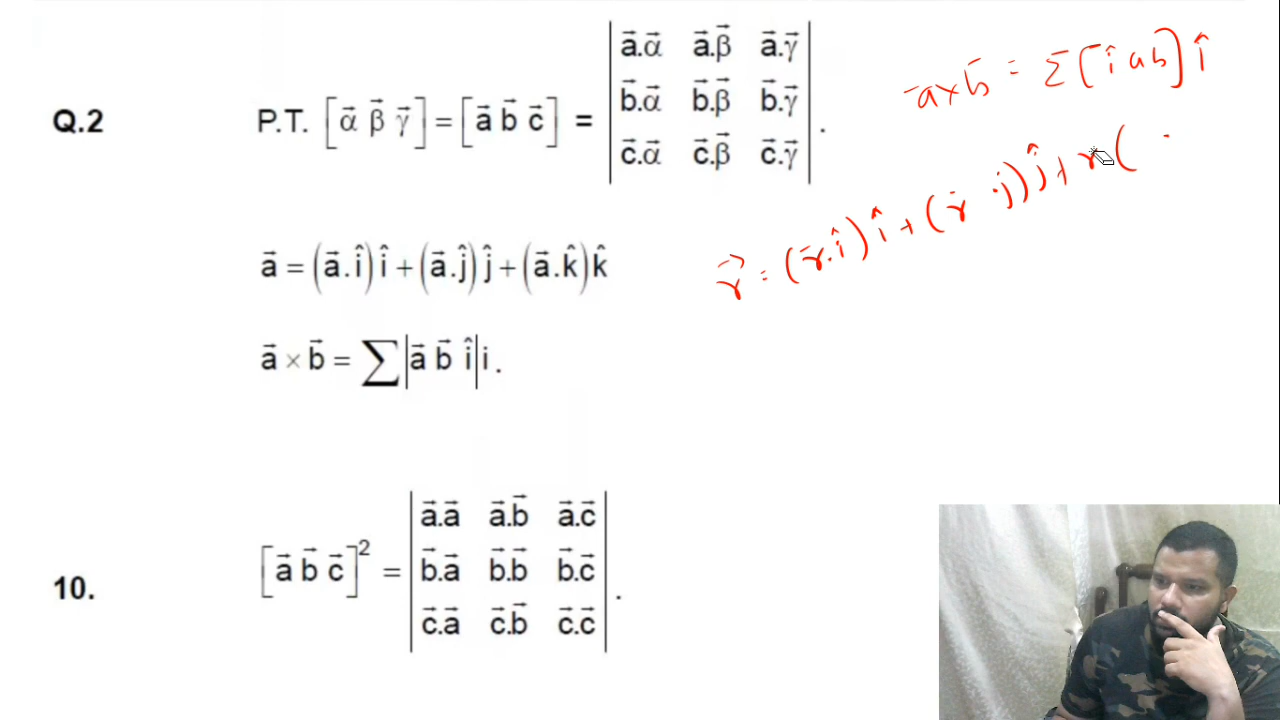 Q.2 P.T. [α⃗ β⃗ γ⃗] = [a⃗ b⃗ c⃗] = | a⃗.α⃗ a⃗.β⃗ a⃗.γ⃗ |
| b⃗.α⃗ b⃗.β⃗ b⃗.γ⃗ | .
| c⃗.α⃗ c⃗.β⃗ c⃗.γ⃗ |
a̅ × b̅ = Σ [î a b] î
a⃗ = (a⃗.î) î + (a⃗.ĵ) ĵ + (a⃗.k̂) k̂
r⃗ = (r̅.î) î + (r̅ .j) ĵ + r (
a⃗ × b⃗ = ∑ |a⃗ b⃗ î| i .
10. [a⃗ b⃗ c⃗]² = | a⃗.a⃗ a⃗.b⃗ a⃗.c⃗ |
| b⃗.a⃗ b⃗.b⃗ b⃗.c⃗ | .
| c⃗.a⃗ c⃗.b⃗ c⃗.c⃗ |